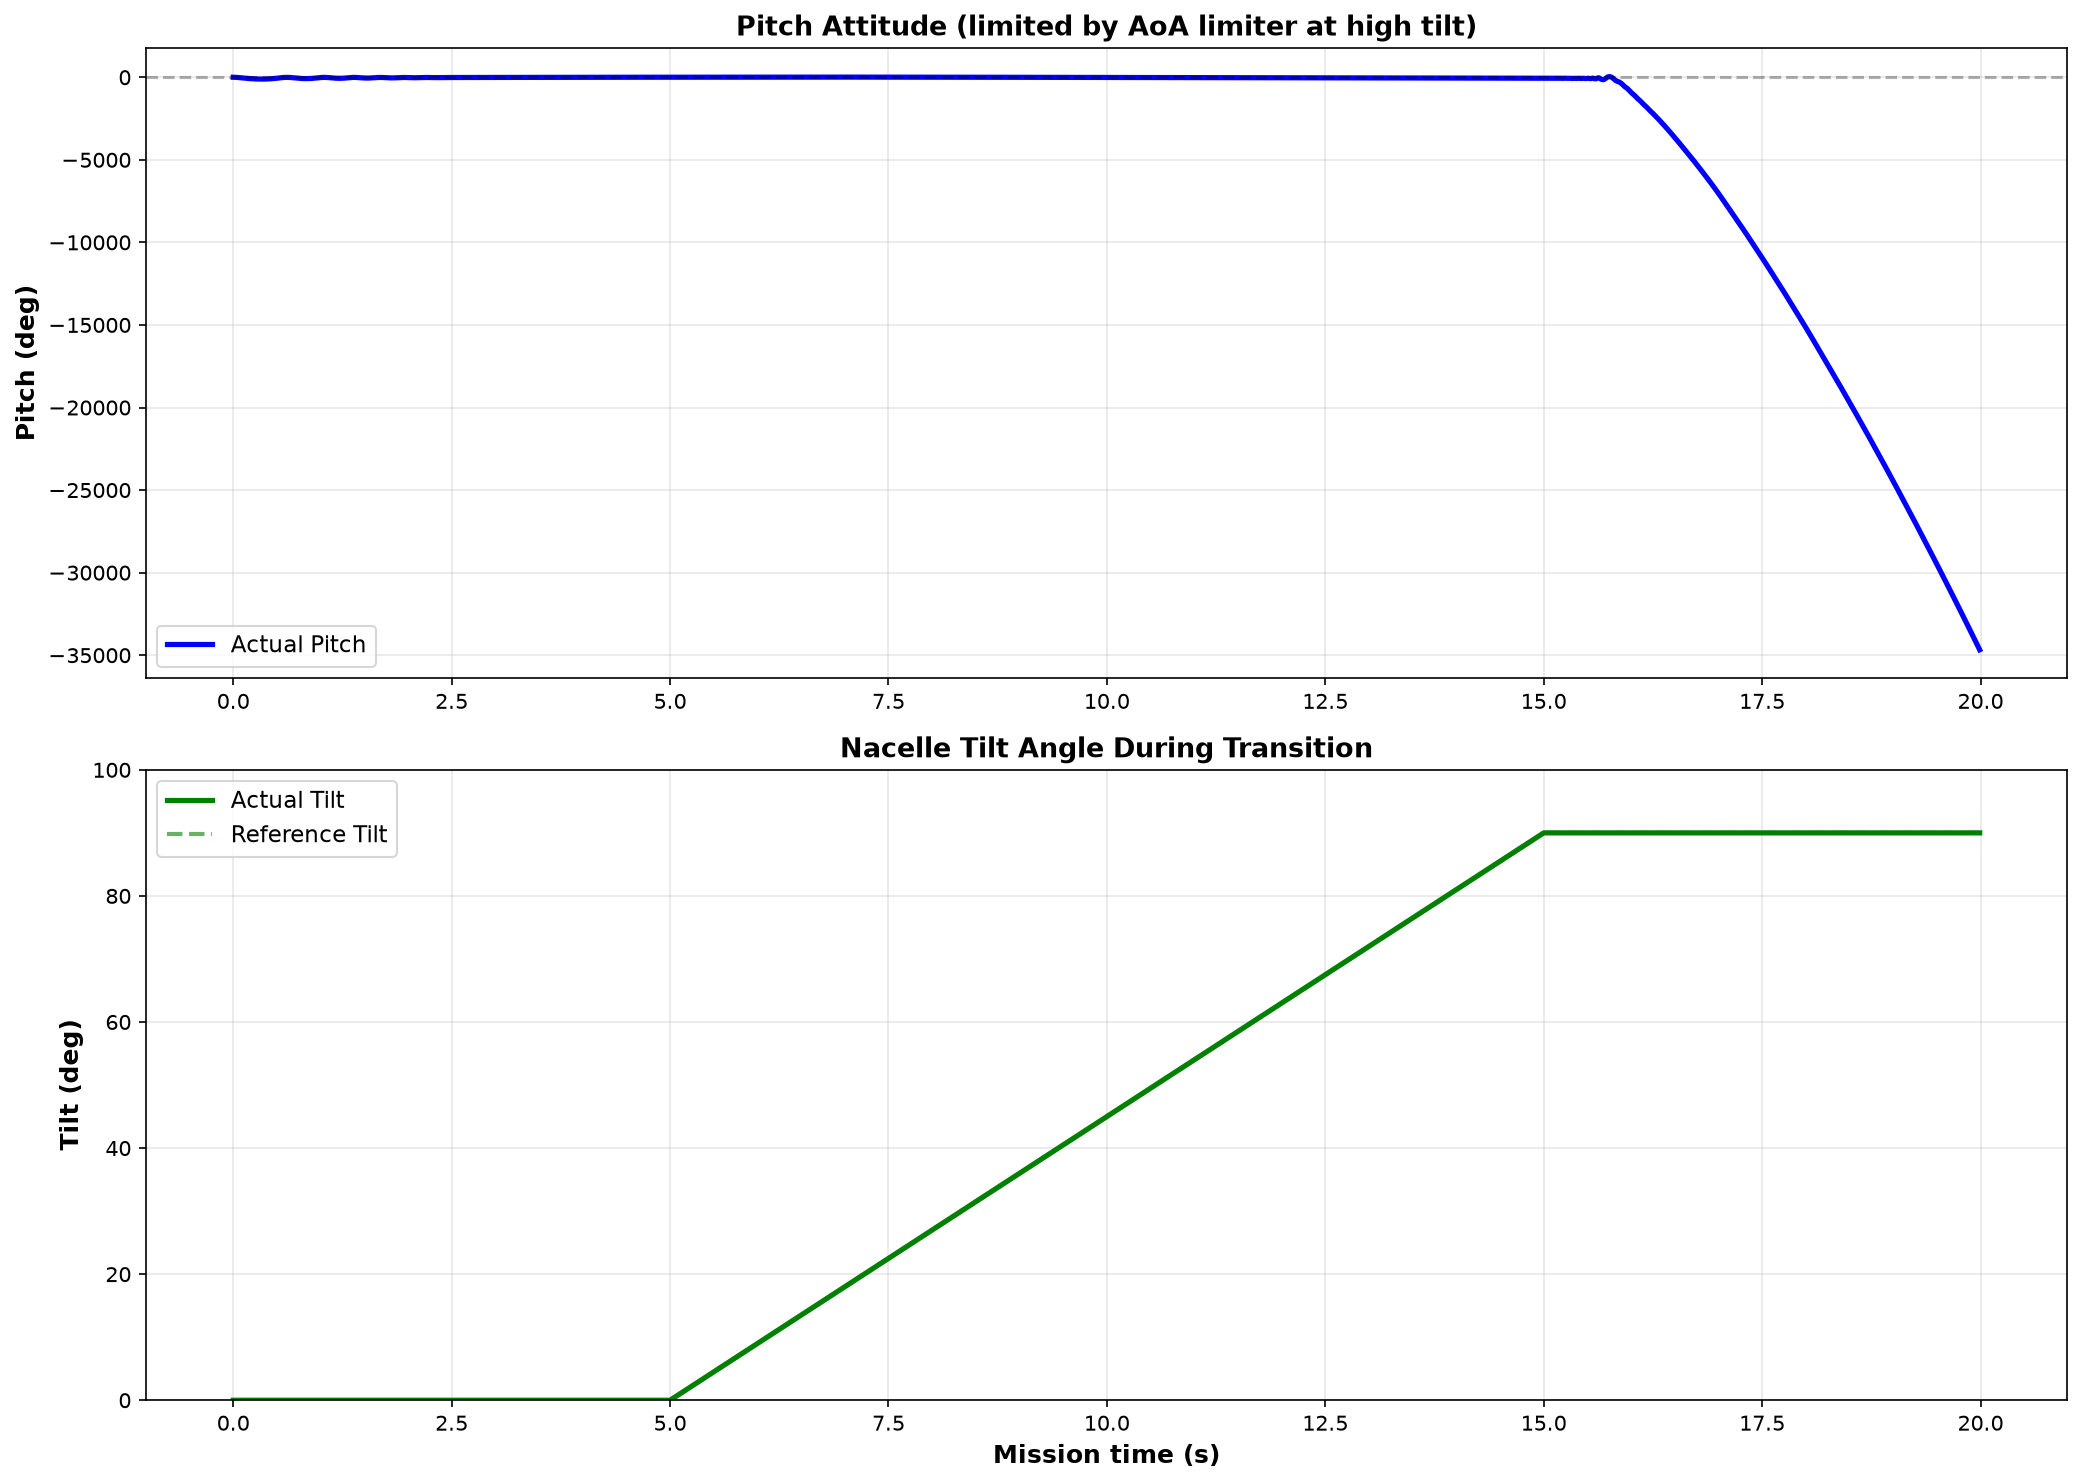 Pitch Attitude (limited by AoA limiter at high tilt)
Pitch (deg)
0
−5000
−10000
−15000
−20000
−25000
−30000
−35000
Actual Pitch
0.0 2.5 5.0 7.5 10.0 12.5 15.0 17.5 20.0
Nacelle Tilt Angle During Transition
Tilt (deg)
100
80
60
40
20
0
Actual Tilt
Reference Tilt
0.0 2.5 5.0 7.5 10.0 12.5 15.0 17.5 20.0
Mission time (s)